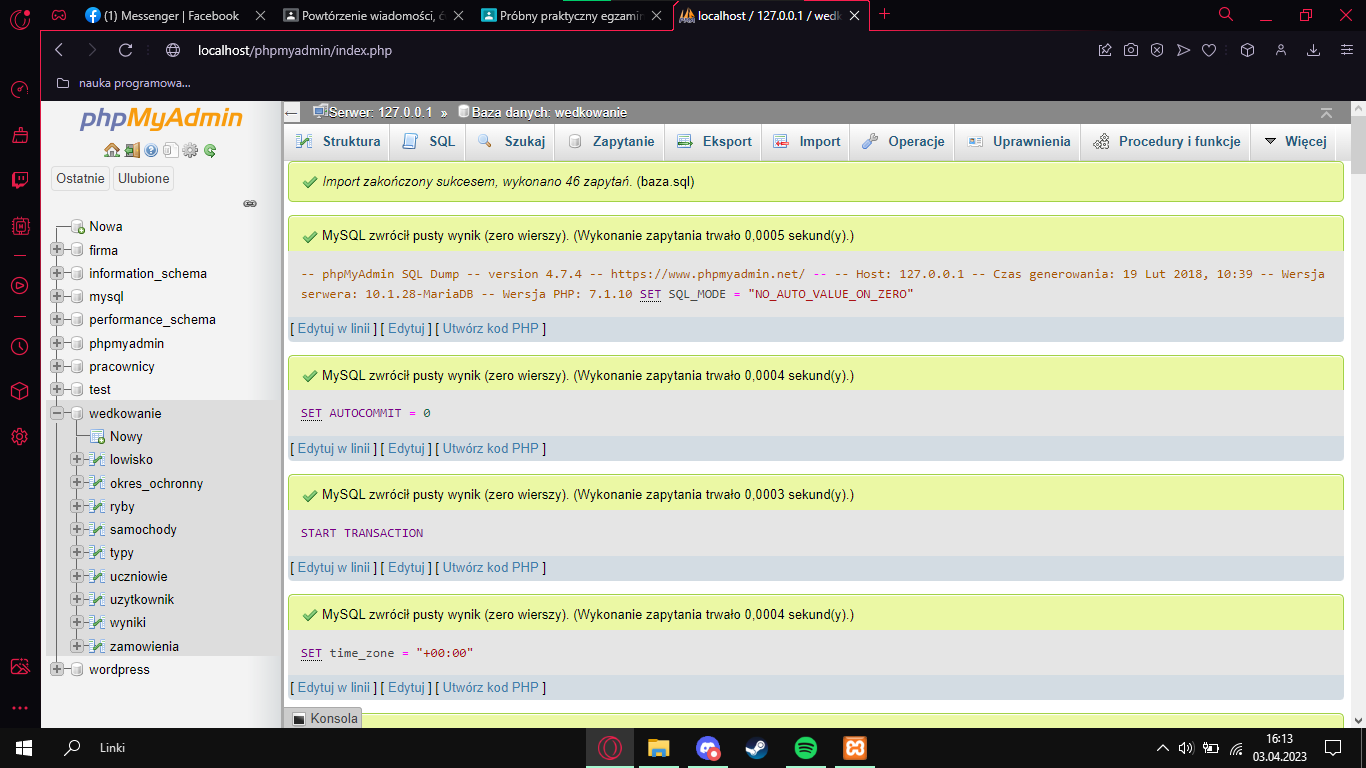 (1) Messenger | Facebook
Powtórzenie wiadomości, ć
Próbny praktyczny egzamin
localhost / 127.0.0.1 / wedk
localhost/phpmyadmin/index.php
nauka programowa...
phpMyAdmin
Ostatnie
Ulubione
Nowa
firma
information_schema
mysql
performance_schema
phpmyadmin
pracownicy
test
wedkowanie
Nowy
lowisko
okres_ochronny
ryby
samochody
typy
uczniowie
uzytkownik
wyniki
zamowienia
wordpress
Serwer: 127.0.0.1 » Baza danych: wedkowanie
Struktura SQL Szukaj Zapytanie Eksport Import Operacje Uprawnienia Procedury i funkcje Więcej
Import zakończony sukcesem, wykonano 46 zapytań. (baza.sql)
MySQL zwrócił pusty wynik (zero wierszy). (Wykonanie zapytania trwało 0,0005 sekund(y).)
-- phpMyAdmin SQL Dump -- version 4.7.4 -- https://www.phpmyadmin.net/ -- -- Host: 127.0.0.1 -- Czas generowania: 19 Lut 2018, 10:39 -- Wersja
serwera: 10.1.28-MariaDB -- Wersja PHP: 7.1.10 SET SQL_MODE = "NO_AUTO_VALUE_ON_ZERO"
[ Edytuj w linii ] [ Edytuj ] [ Utwórz kod PHP ]
MySQL zwrócił pusty wynik (zero wierszy). (Wykonanie zapytania trwało 0,0004 sekund(y).)
SET AUTOCOMMIT = 0
[ Edytuj w linii ] [ Edytuj ] [ Utwórz kod PHP ]
MySQL zwrócił pusty wynik (zero wierszy). (Wykonanie zapytania trwało 0,0003 sekund(y).)
START TRANSACTION
[ Edytuj w linii ] [ Edytuj ] [ Utwórz kod PHP ]
MySQL zwrócił pusty wynik (zero wierszy). (Wykonanie zapytania trwało 0,0004 sekund(y).)
SET time_zone = "+00:00"
[ Edytuj w linii ] [ Edytuj ] [ Utwórz kod PHP ]
Konsola
Linki
16:13
03.04.2023